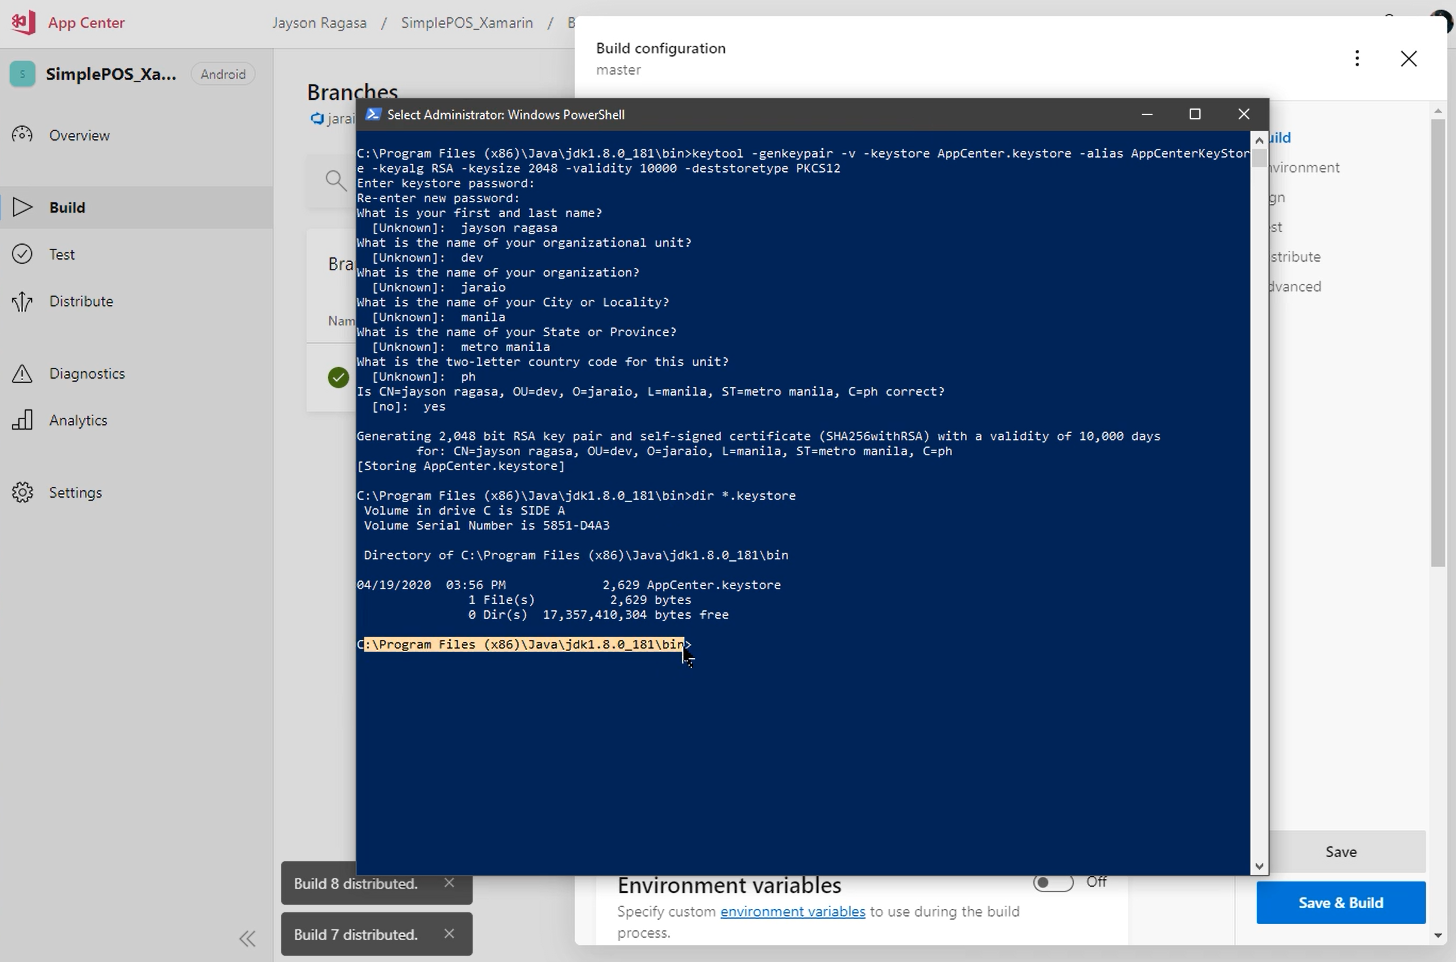 App Center
Jayson Ragasa / SimplePOS_Xamarin /
SimplePOS_Xa...
Android
Overview
Build
Test
Distribute
Diagnostics
Analytics
Settings
Branches
jarai
Bra
Nam
Build configuration
master
Select Administrator: Windows PowerShell
C:\Program Files (x86)\Java\jdk1.8.0_181\bin>keytool -genkeypair -v -keystore AppCenter.keystore -alias AppCenterKeyStor
e -keyalg RSA -keysize 2048 -validity 10000 -deststoretype PKCS12
Enter keystore password:
Re-enter new password:
What is your first and last name?
[Unknown]:  jayson ragasa
What is the name of your organizational unit?
[Unknown]:  dev
What is the name of your organization?
[Unknown]:  jaraio
What is the name of your City or Locality?
[Unknown]:  manila
What is the name of your State or Province?
[Unknown]:  metro manila
What is the two-letter country code for this unit?
[Unknown]:  ph
Is CN=jayson ragasa, OU=dev, O=jaraio, L=manila, ST=metro manila, C=ph correct?
[no]:  yes
Generating 2,048 bit RSA key pair and self-signed certificate (SHA256withRSA) with a validity of 10,000 days
for: CN=jayson ragasa, OU=dev, O=jaraio, L=manila, ST=metro manila, C=ph
[Storing AppCenter.keystore]
C:\Program Files (x86)\Java\jdk1.8.0_181\bin>dir *.keystore
Volume in drive C is SIDE A
Volume Serial Number is 5851-D4A3
Directory of C:\Program Files (x86)\Java\jdk1.8.0_181\bin
04/19/2020  03:56 PM             2,629 AppCenter.keystore
1 File(s)          2,629 bytes
0 Dir(s)  17,357,410,304 bytes free
C:\Program Files (x86)\Java\jdk1.8.0_181\bin>
uild
vironment
gn
st
stribute
dvanced
Save
Save & Build
Environment variables
Off
Specify custom environment variables to use during the build
process.
Build 8 distributed.
Build 7 distributed.